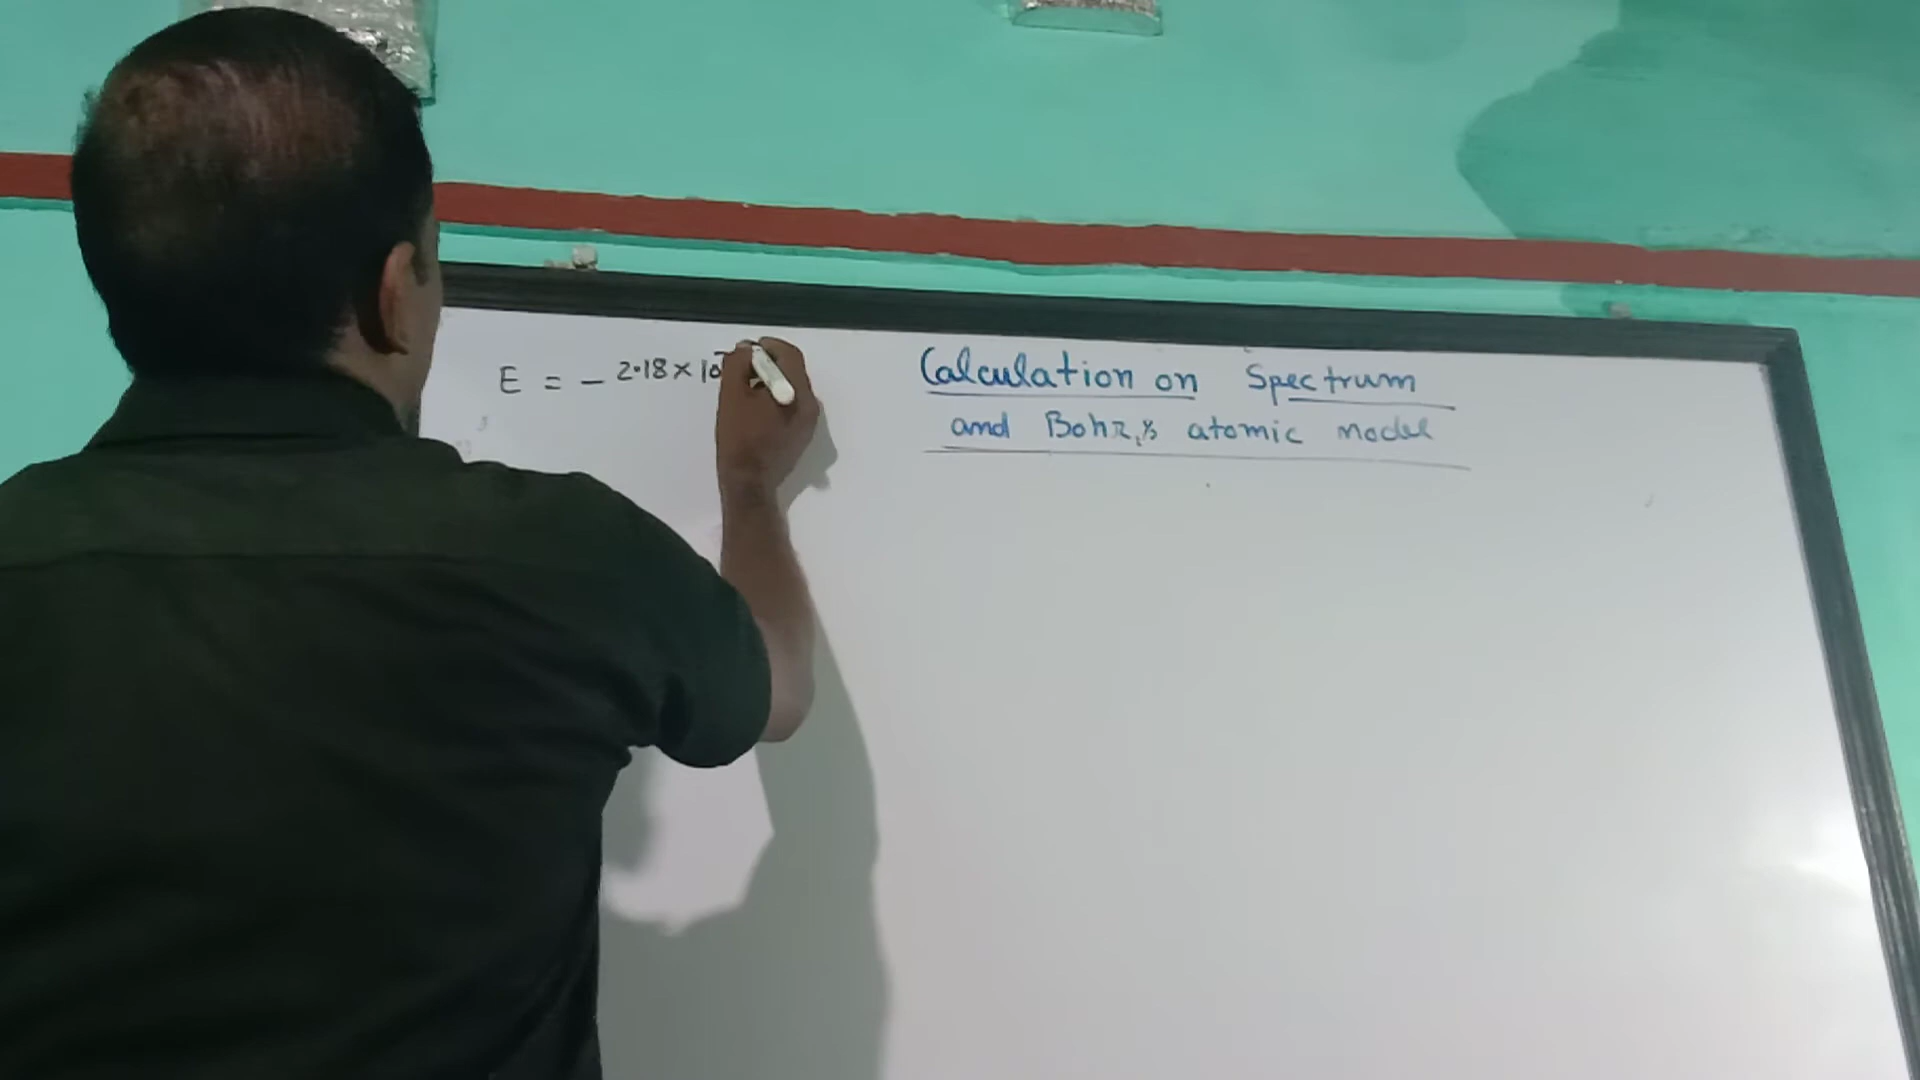 E = - 2.18 × 10⁻
Calculation on Spectrum
and Bohr's atomic model